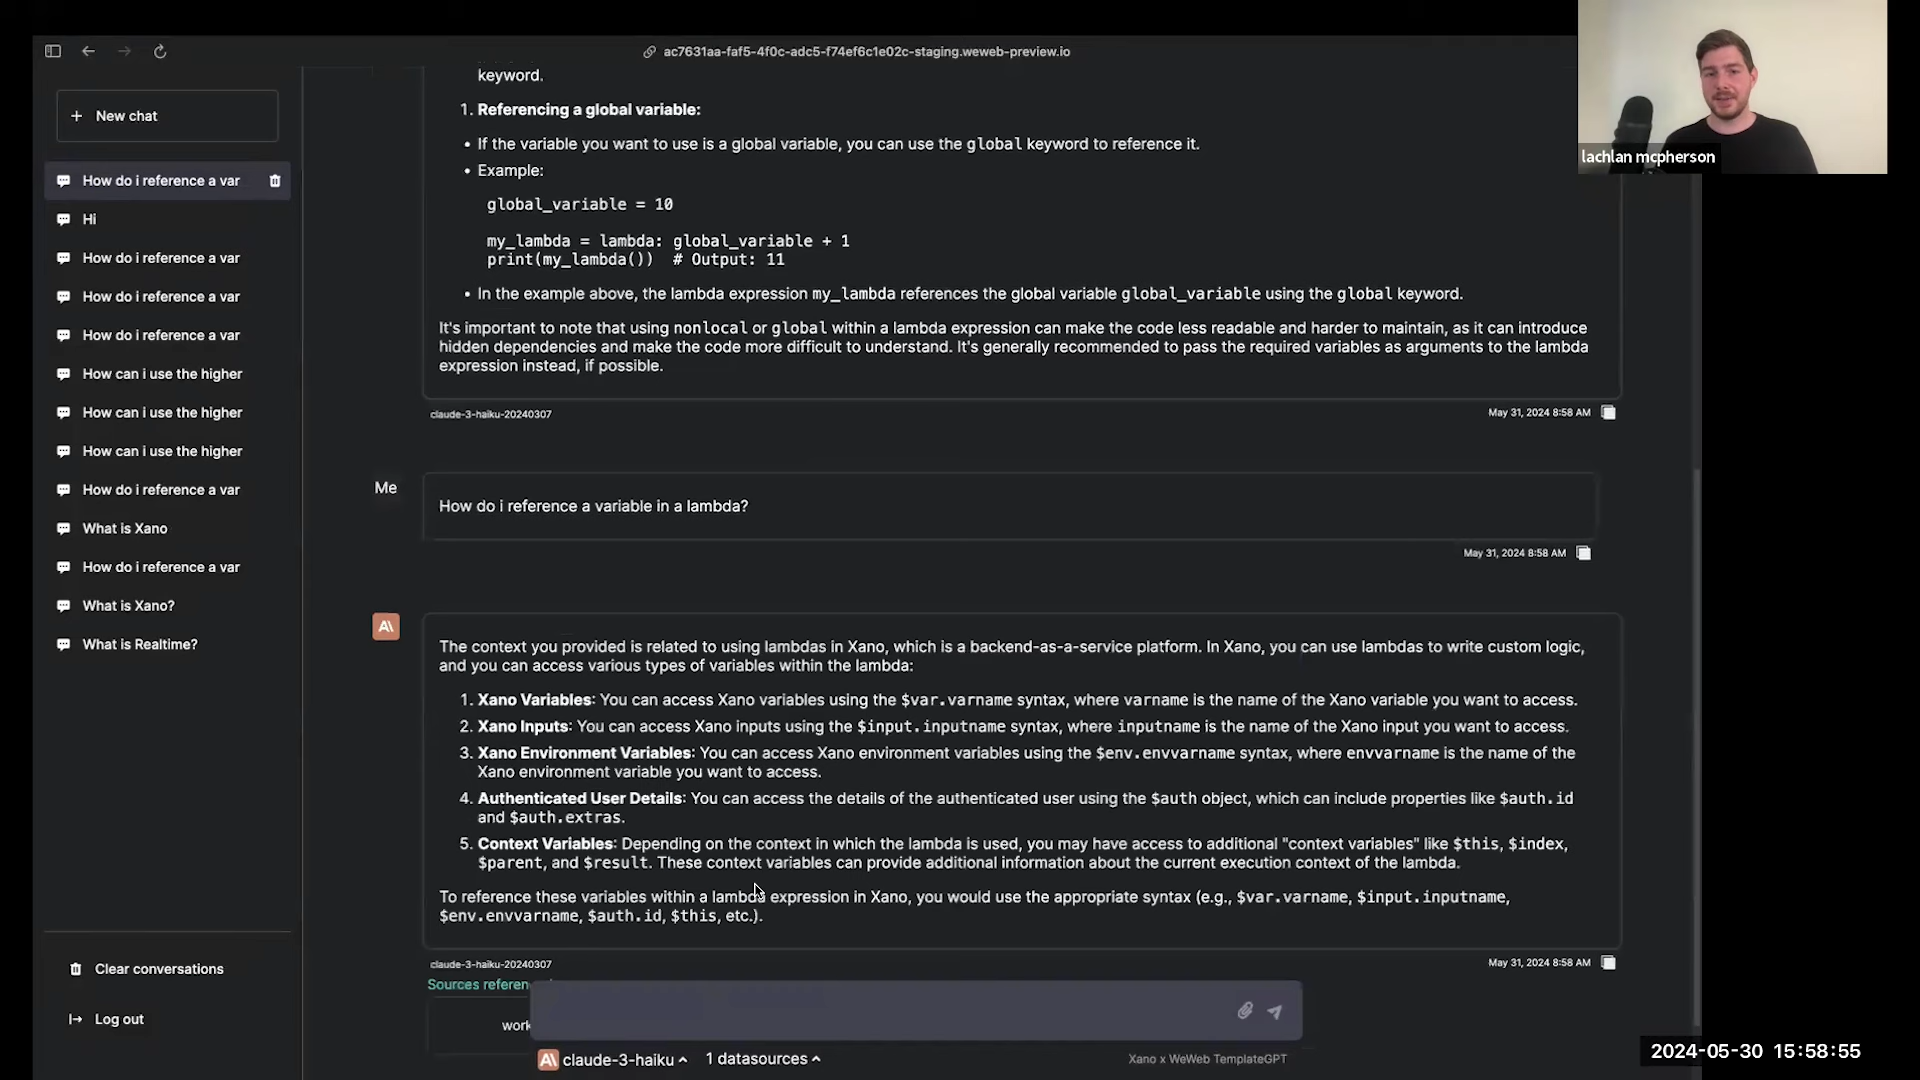 ac7631aa-faf5-4f0c-adc5-f74ef6c1e02c-staging.weweb-preview.io
lachlan mcpherson
New chat
How do i reference a var
Hi
How do i reference a var
How do i reference a var
How do i reference a var
How can i use the higher
How can i use the higher
How can i use the higher
How do i reference a var
What is Xano
How do i reference a var
What is Xano?
What is Realtime?
Clear conversations
Log out
keyword.
1. Referencing a global variable:
• If the variable you want to use is a global variable, you can use the global keyword to reference it.
• Example:
global_variable = 10
my_lambda = lambda: global_variable + 1
print(my_lambda()) # Output: 11
• In the example above, the lambda expression my_lambda references the global variable global_variable using the global keyword.
It's important to note that using nonlocal or global within a lambda expression can make the code less readable and harder to maintain, as it can introduce
hidden dependencies and make the code more difficult to understand. It's generally recommended to pass the required variables as arguments to the lambda
expression instead, if possible.
claude-3-haiku-20240307
May 31, 2024 8:58 AM
Me
How do i reference a variable in a lambda?
May 31, 2024 8:58 AM
The context you provided is related to using lambdas in Xano, which is a backend-as-a-service platform. In Xano, you can use lambdas to write custom logic,
and you can access various types of variables within the lambda:
1. Xano Variables: You can access Xano variables using the $var.varname syntax, where varname is the name of the Xano variable you want to access.
2. Xano Inputs: You can access Xano inputs using the $input.inputname syntax, where inputname is the name of the Xano input you want to access.
3. Xano Environment Variables: You can access Xano environment variables using the $env.envvarname syntax, where envvarname is the name of the
Xano environment variable you want to access.
4. Authenticated User Details: You can access the details of the authenticated user using the $auth object, which can include properties like $auth.id
and $auth.extras.
5. Context Variables: Depending on the context in which the lambda is used, you may have access to additional "context variables" like $this, $index,
$parent, and $result. These context variables can provide additional information about the current execution context of the lambda.
To reference these variables within a lambda expression in Xano, you would use the appropriate syntax (e.g., $var.varname, $input.inputname,
$env.envvarname, $auth.id, $this, etc.).
claude-3-haiku-20240307
May 31, 2024 8:58 AM
Sources referen
work
claude-3-haiku
1 datasources
Xano x WeWeb TemplateGPT
2024-05-30 15:58:55